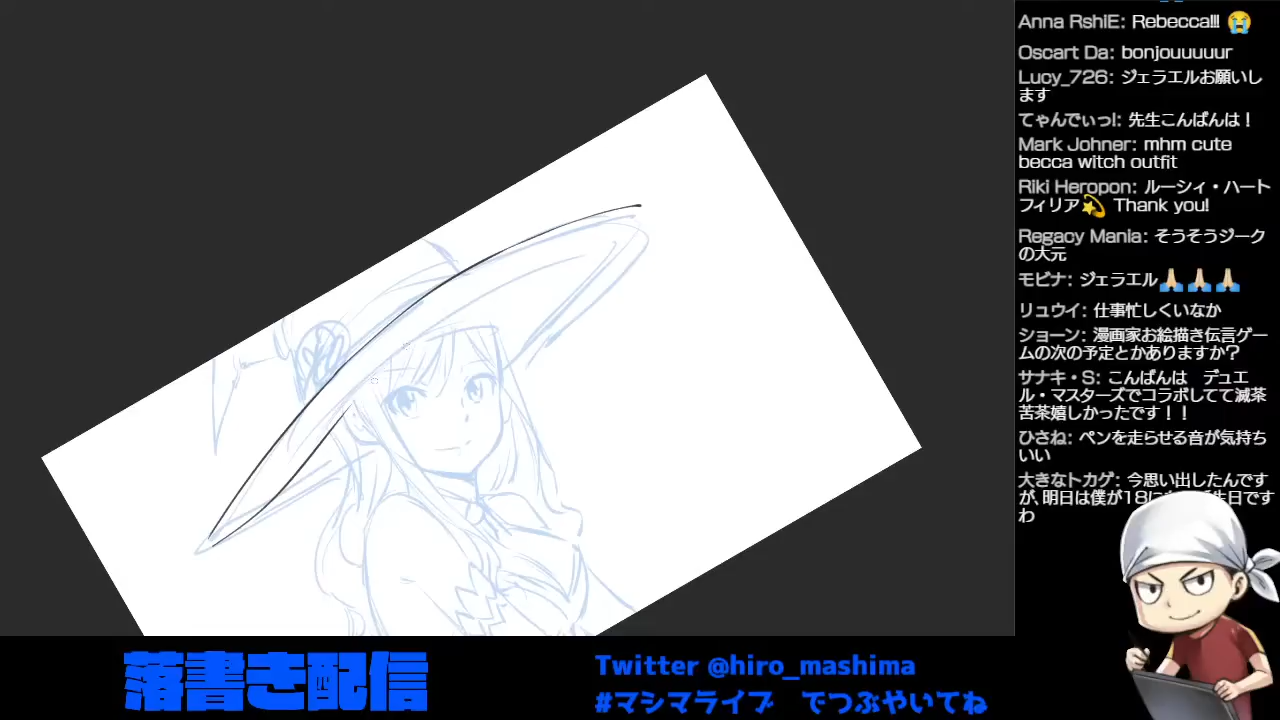 Anna RshiE: Rebecca!!! 😭
Oscart Da: bonjouuuuur
Lucy_726: ジェラエルお願いし
ます
てゃんでぃっ!: 先生こんばんは！
Mark Johner: mhm cute
becca witch outfit
Riki Heropon: ルーシィ・ハート
フィリア💫 Thank you!
Regacy Mania: そうそうジーク
の大元
モビナ: ジェラエル🙏🏻🙏🏻🙏🏻
リュウイ: 仕事忙しくいなか
ショーン: 漫画家お絵描き伝言ゲー
ムの次の予定とかありますか？
サナキ・S: こんばんは　デュエ
ル・マスターズでコラボしてて滅茶
苦茶嬉しかったです！！
ひさね: ペンを走らせる音が気持ち
いい
大きなトカゲ: 今思い出したんです
が、明日は僕が18に 生日です
わ
落書き配信
Twitter @hiro_mashima
#マシマライブ　でつぶやいてね